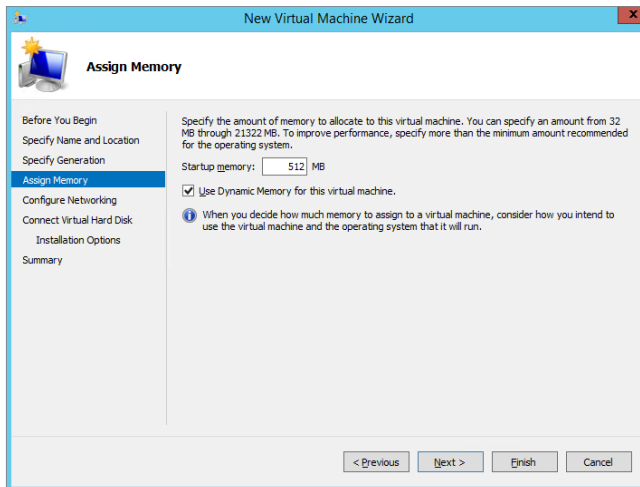 New Virtual Machine Wizard
x
Assign Memory
Before You Begin
Specify Name and Location
Specify Generation
Assign Memory
Configure Networking
Connect Virtual Hard Disk
Installation Options
Summary
Specify the amount of memory to allocate to this virtual machine. You can specify an amount from 32
MB through 21322 MB. To improve performance, specify more than the minimum amount recommended
for the operating system.
Startup memory: 512 MB
Use Dynamic Memory for this virtual machine.
When you decide how much memory to assign to a virtual machine, consider how you intend to
use the virtual machine and the operating system that it will run.
< Previous Next > Finish Cancel